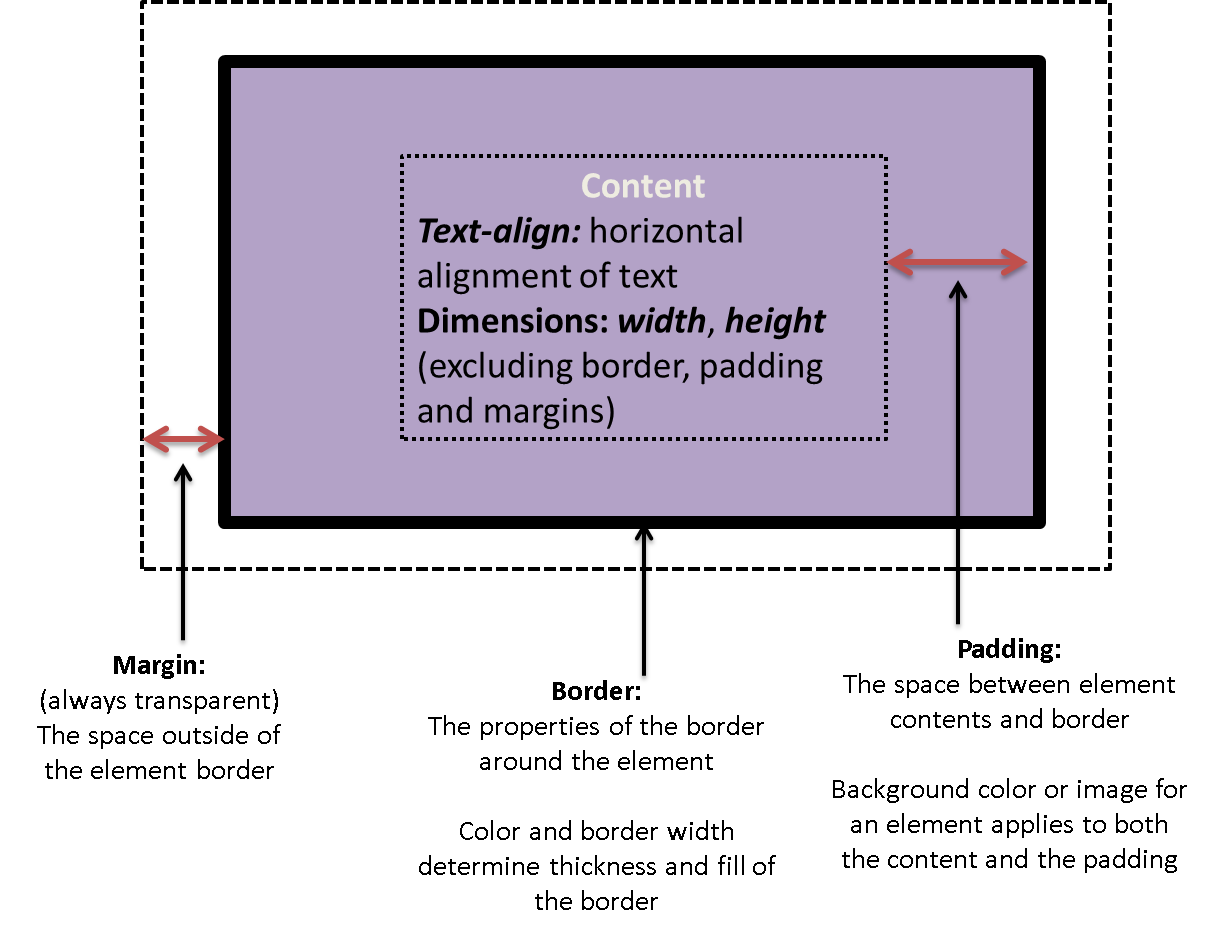 Content
Text-align: horizontal
alignment of text
Dimensions: width, height
(excluding border, padding
and margins)
Margin:
(always transparent)
The space outside of
the element border
Border:
The properties of the border
around the element
Color and border width
determine thickness and fill of
the border
Padding:
The space between element
contents and border
Background color or image for
an element applies to both
the content and the padding